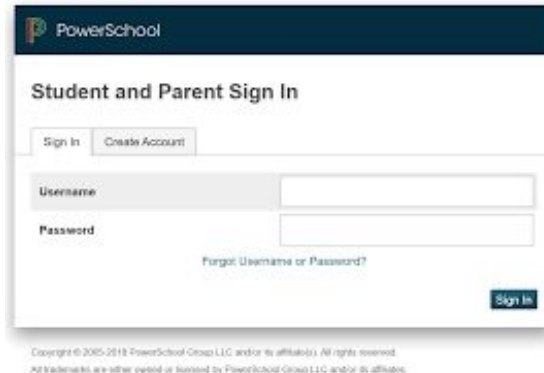 PowerSchool
Student and Parent Sign In
Sign In Create Account
Username
Password
Forgot Username or Password?
Sign In
Copyright © 2005-2018 PowerSchool Group LLC and/or its affiliate(s). All rights reserved.
All trademarks are either owned or licensed by PowerSchool Group LLC and/or its affiliates.